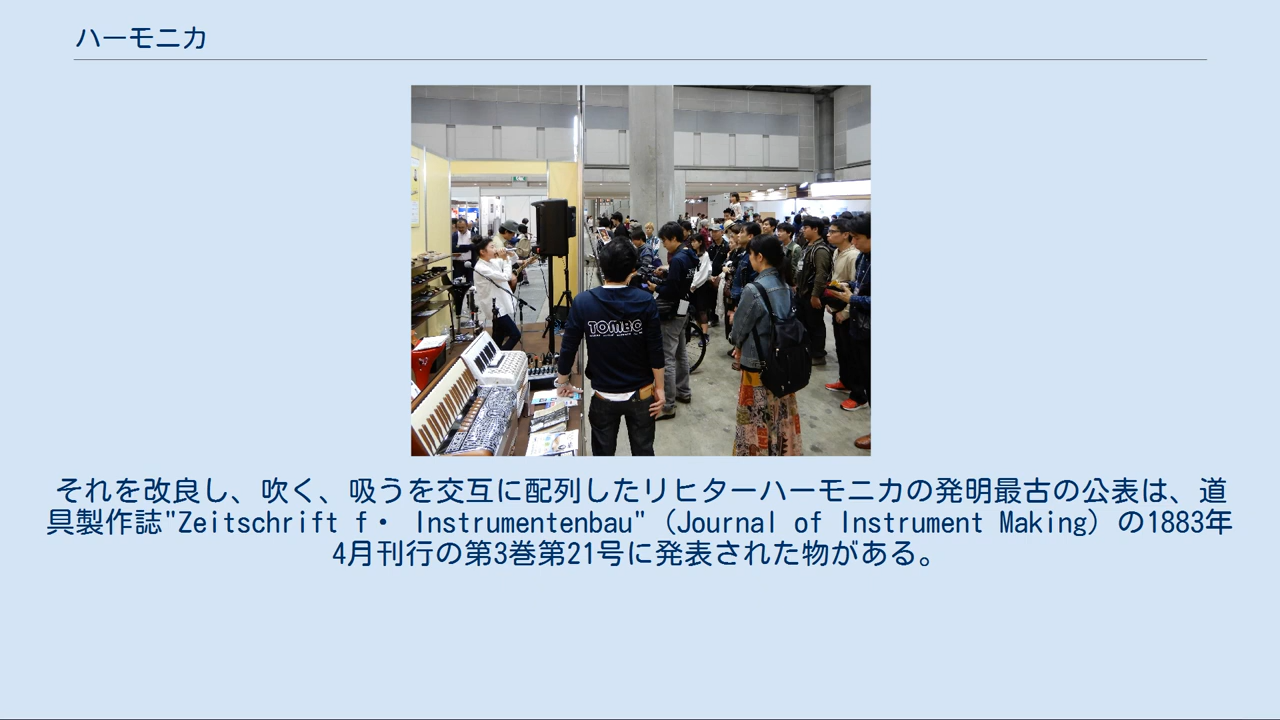 ハーモニカ
TOMBO
それを改良し、吹く、吸うを交互に配列したリヒターハーモニカの発明最古の公表は、道
具製作誌"Zeitschrift f・ Instrumentenbau"（Journal of Instrument Making）の1883年
4月刊行の第3巻第21号に発表された物がある。